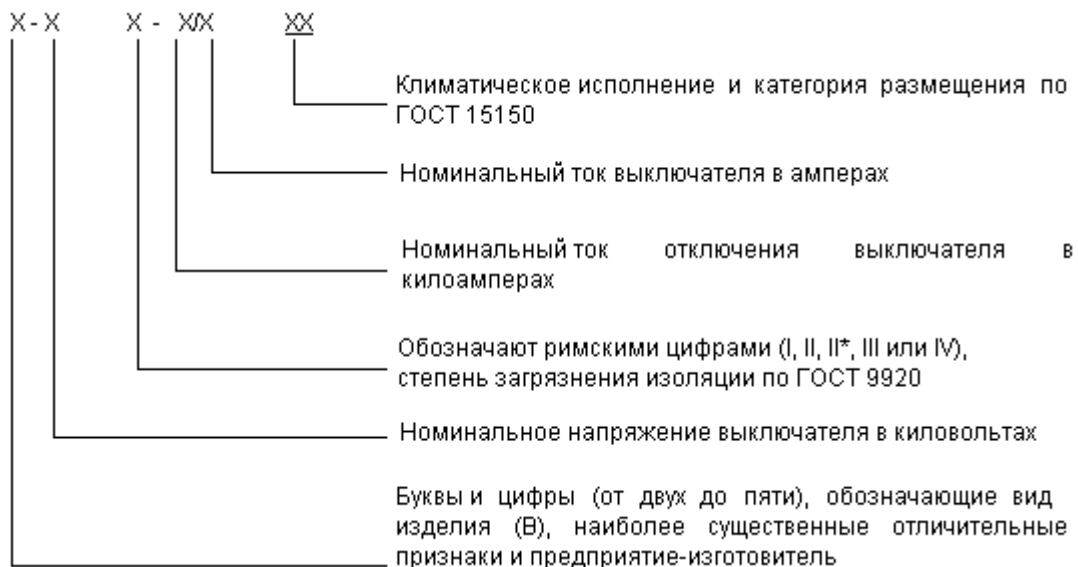 X - X X - X/X XX
Климатическое исполнение и категория размещения по
ГОСТ 15150
Номинальный ток выключателя в амперах
Номинальный ток отключения выключателя в
килоамперах
Обозначают римскими цифрами (I, II, II*, III или IV),
степень загрязнения изоляции по ГОСТ 9920
Номинальное напряжение выключателя в киловольтах
Буквы и цифры (от двух до пяти), обозначающие вид
изделия (В), наиболее существенные отличительные
признаки и предприятие-изготовитель